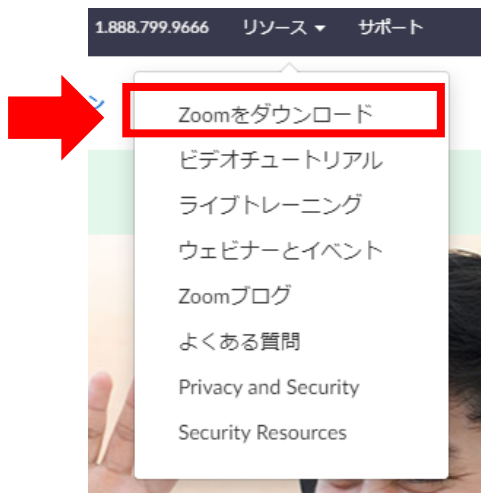 1.888.799.9666 リソース ▾ サポート
ン
Zoomをダウンロード
ビデオチュートリアル
ライブトレーニング
ウェビナーとイベント
Zoomブログ
よくある質問
Privacy and Security
Security Resources